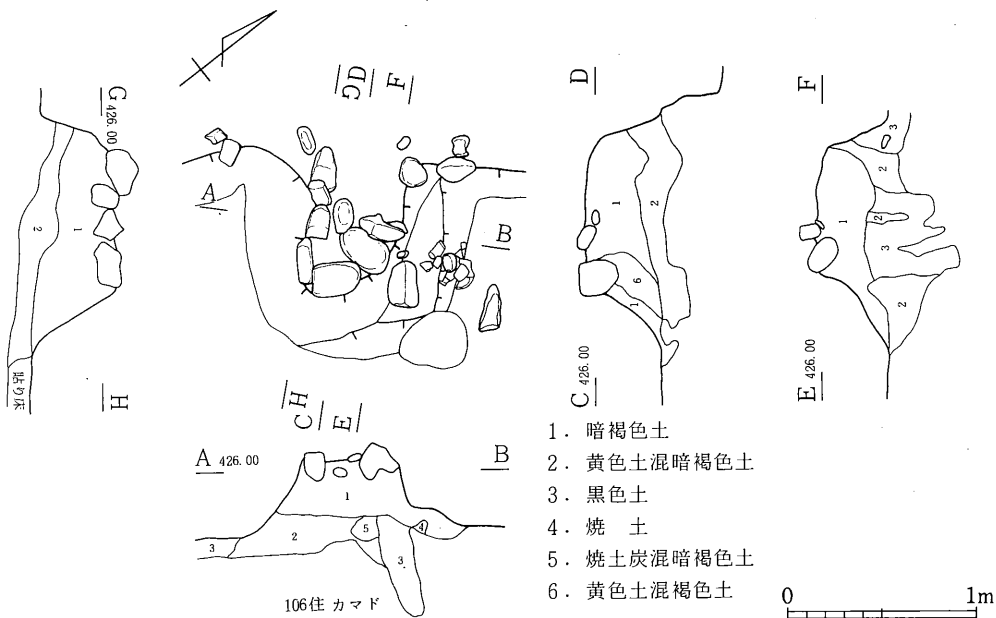 G 426.00
D
G
F
D
F
A
B
2
1
貼り床
H
1
2
6
1
C 426.00
3
2
1
2
3
2
E 426.00
H
C
E
A 426.00
B
1
2
5
4
3
3
106住 カマド
1．暗褐色土
2．黄色土混暗褐色土
3．黒色土
4．焼　土
5．焼土炭混暗褐色土
6．黄色土混褐色土
0
1m